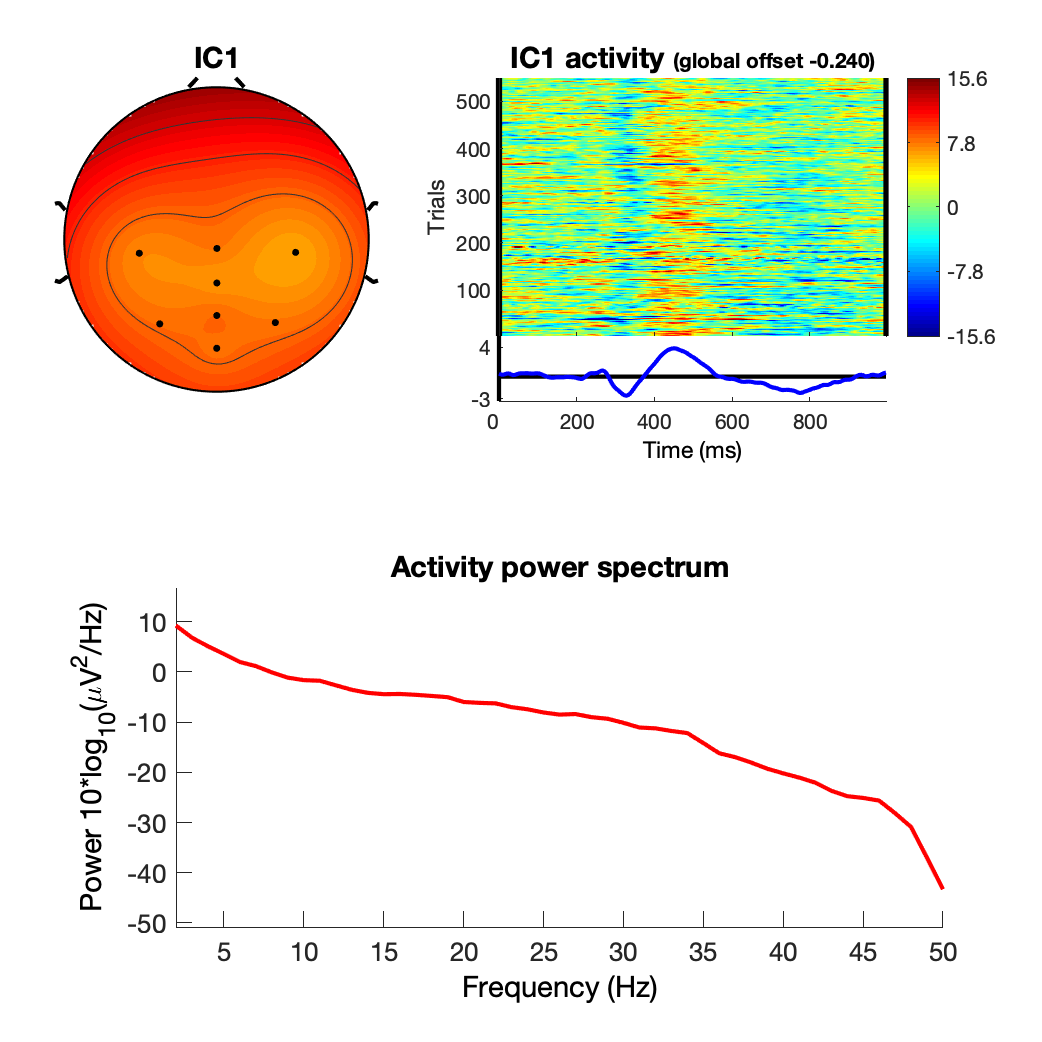 IC1
IC1 activity (global offset -0.240)
Trials
500
400
300
200
100
15.6
7.8
0
-7.8
-15.6
4
-3
0 200 400 600 800
Time (ms)
Activity power spectrum
Power 10*log10(μV2/Hz)
10
0
-10
-20
-30
-40
-50
5 10 15 20 25 30 35 40 45 50
Frequency (Hz)